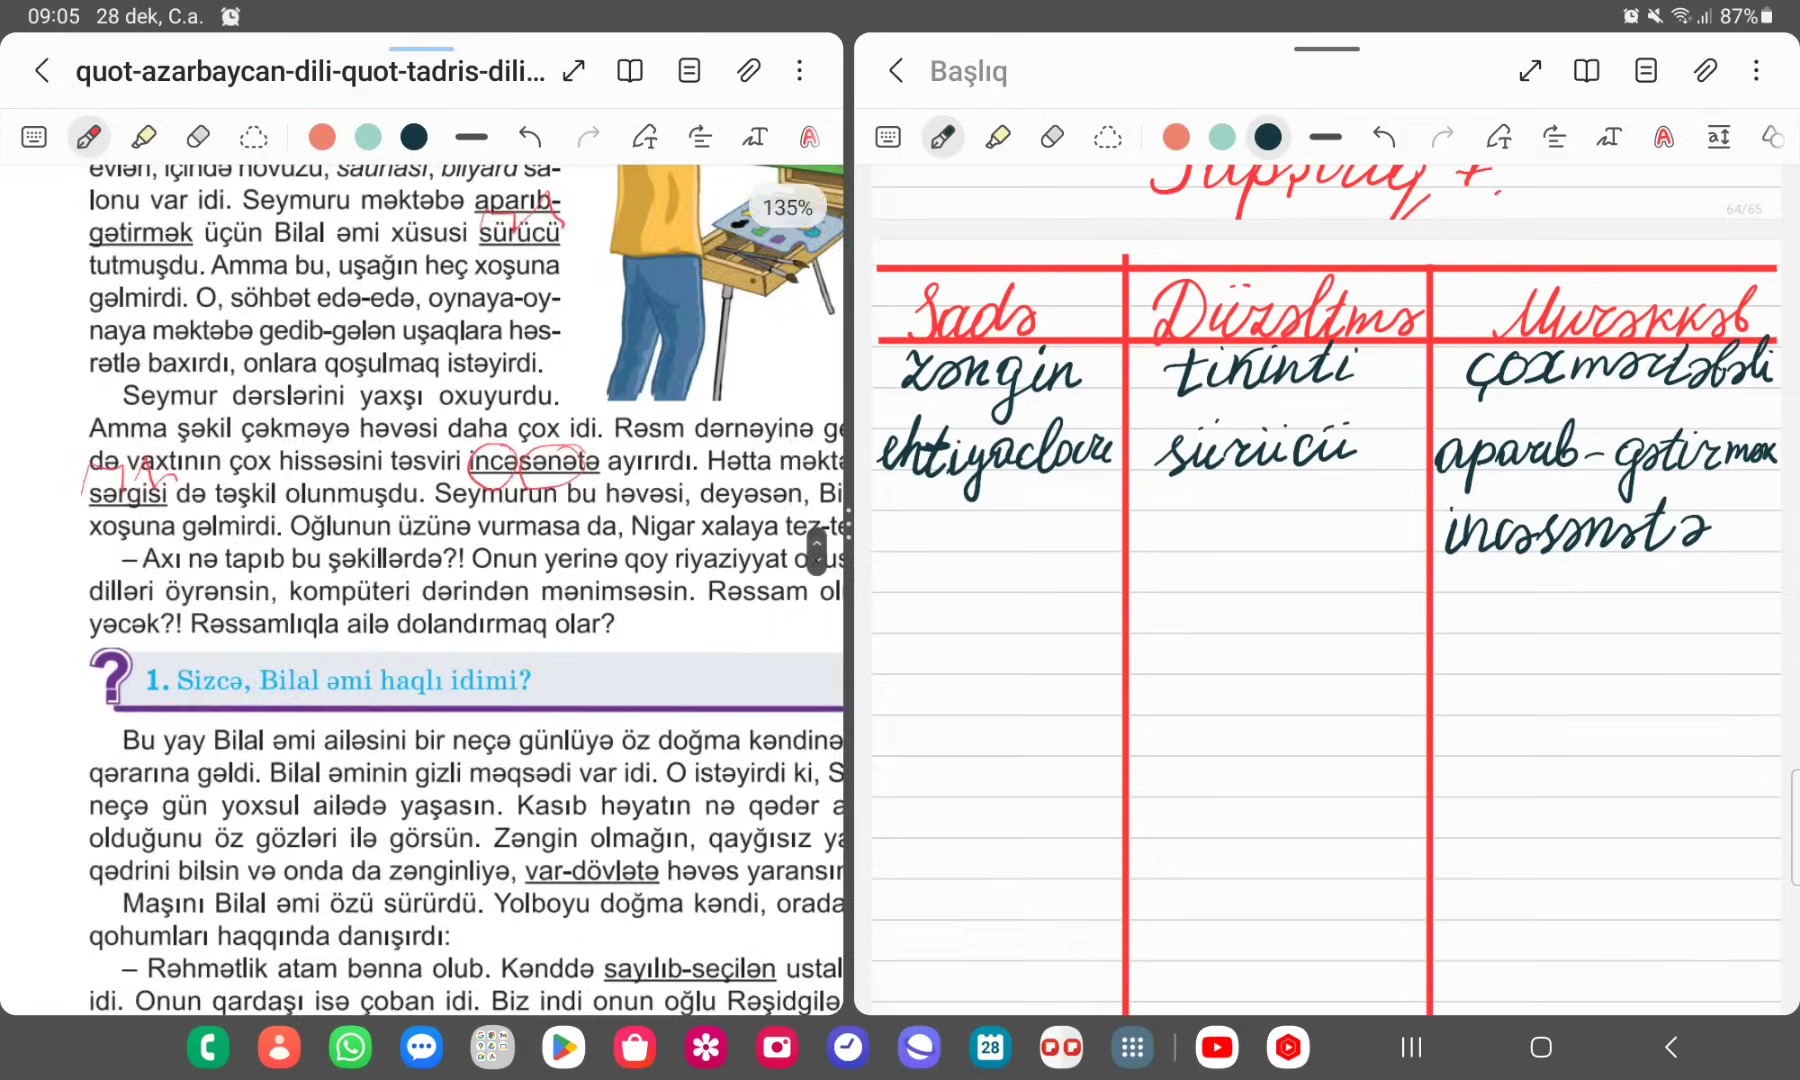 09:05 28 dek, C.a.
87%
quot-azarbaycan-dili-quot-tadris-dili...
evləri, içində hovuzu, saunası, bilyard sa-
lonu var idi. Seymuru məktəbə aparıb-
gətirmək üçün Bilal əmi xüsusi sürücü
tutmuşdu. Amma bu, uşağın heç xoşuna
gəlmirdi. O, söhbət edə-edə, oynaya-oy-
naya məktəbə gedib-gələn uşaqlara həs-
rətlə baxırdı, onlara qoşulmaq istəyirdi.
Seymur dərslərini yaxşı oxuyurdu.
Amma şəkil çəkməyə həvəsi daha çox idi. Rəsm dərnəyinə ge
də vaxtının çox hissəsini təsviri incəsənətə ayırırdı. Hətta məktə
sərgisi də təşkil olunmuşdu. Seymurun bu həvəsi, deyəsən, Bi
xoşuna gəlmirdi. Oğlunun üzünə vurmasa da, Nigar xalaya tez-te
– Axı nə tapıb bu şəkillərdə?! Onun yerinə qoy riyaziyyat oxus
dilləri öyrənsin, kompüteri dərindən mənimsəsin. Rəssam olu
yəcək?! Rəssamlıqla ailə dolandırmaq olar?
? 1. Sizcə, Bilal əmi haqlı idimi?
Bu yay Bilal əmi ailəsini bir neçə günlüyə öz doğma kəndinə
qərarına gəldi. Bilal əminin gizli məqsədi var idi. O istəyirdi ki, S
neçə gün yoxsul ailədə yaşasın. Kasıb həyatın nə qədər a
olduğunu öz gözləri ilə görsün. Zəngin olmağın, qayğısız ya
qədrini bilsin və onda da zənginliyə, var-dövlətə həvəs yaransın
Maşını Bilal əmi özü sürürdü. Yolboyu doğma kəndi, orada
qohumları haqqında danışırdı:
– Rəhmətlik atam bənna olub. Kənddə sayılıb-seçilən ustal
idi. Onun qardaşı isə çoban idi. Biz indi onun oğlu Rəşidgilə
135%
Başlıq
64/65
Sadə Düzəltmə Murəkkəb
zəngin tikinti çoxmərtəbəli
ehtiyacları sürücü aparıb-gətirmək
incəsənətə
28